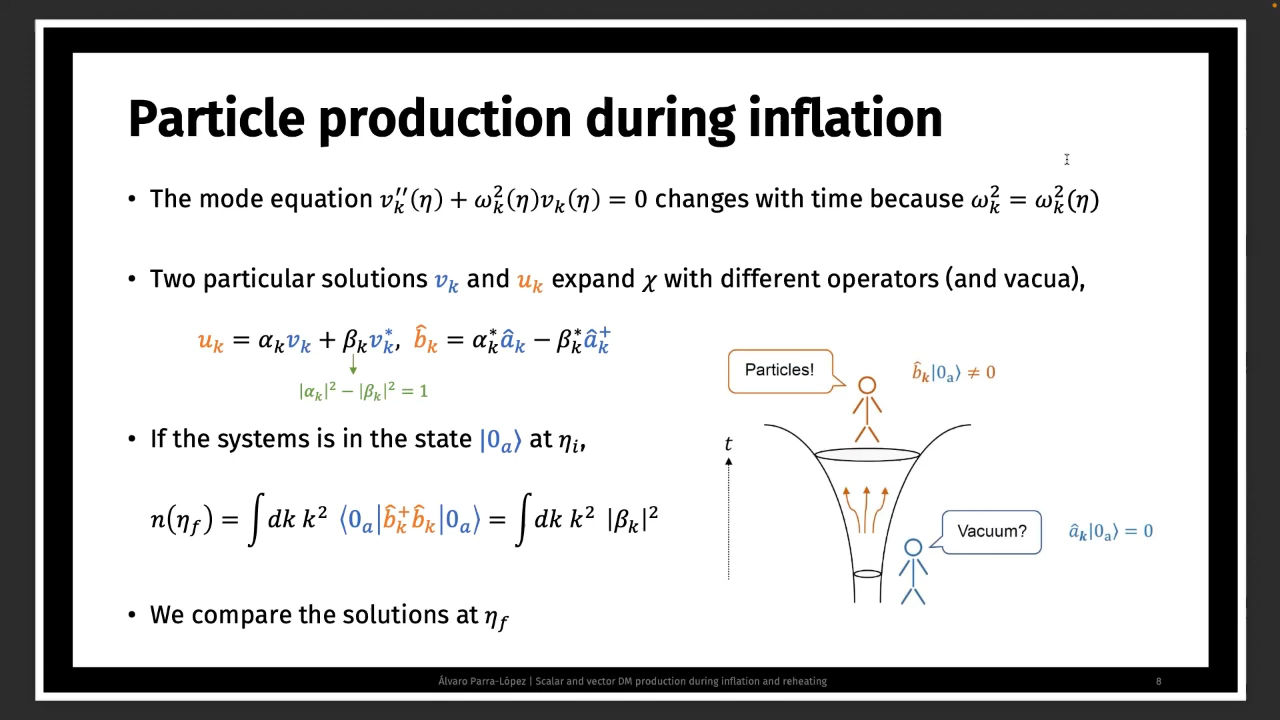 Particle production during inflation
• The mode equation 𝑣ₖ′′(𝜂) + 𝜔ₖ²(𝜂)𝑣ₖ(𝜂) = 0 changes with time because 𝜔ₖ² = 𝜔ₖ²(𝜂)
• Two particular solutions 𝑣ₖ and 𝑢ₖ expand 𝜒 with different operators (and vacua),
𝑢ₖ = 𝛼ₖ𝑣ₖ + 𝛽ₖ𝑣ₖ*, b̂ₖ = 𝛼ₖ*âₖ − 𝛽ₖ*âₖ⁺
|𝛼ₖ|² − |𝛽ₖ|² = 1
Particles!
b̂ₖ|0ₐ⟩ ≠ 0
• If the systems is in the state |0ₐ⟩ at 𝜂ᵢ,
t
𝑛(𝜂_f) = ∫𝑑𝑘 𝑘² ⟨0ₐ|b̂ₖ⁺b̂ₖ|0ₐ⟩ = ∫𝑑𝑘 𝑘² |𝛽ₖ|²
Vacuum?
âₖ|0ₐ⟩ = 0
• We compare the solutions at 𝜂_f
Álvaro Parra-López | Scalar and vector DM production during inflation and reheating
8